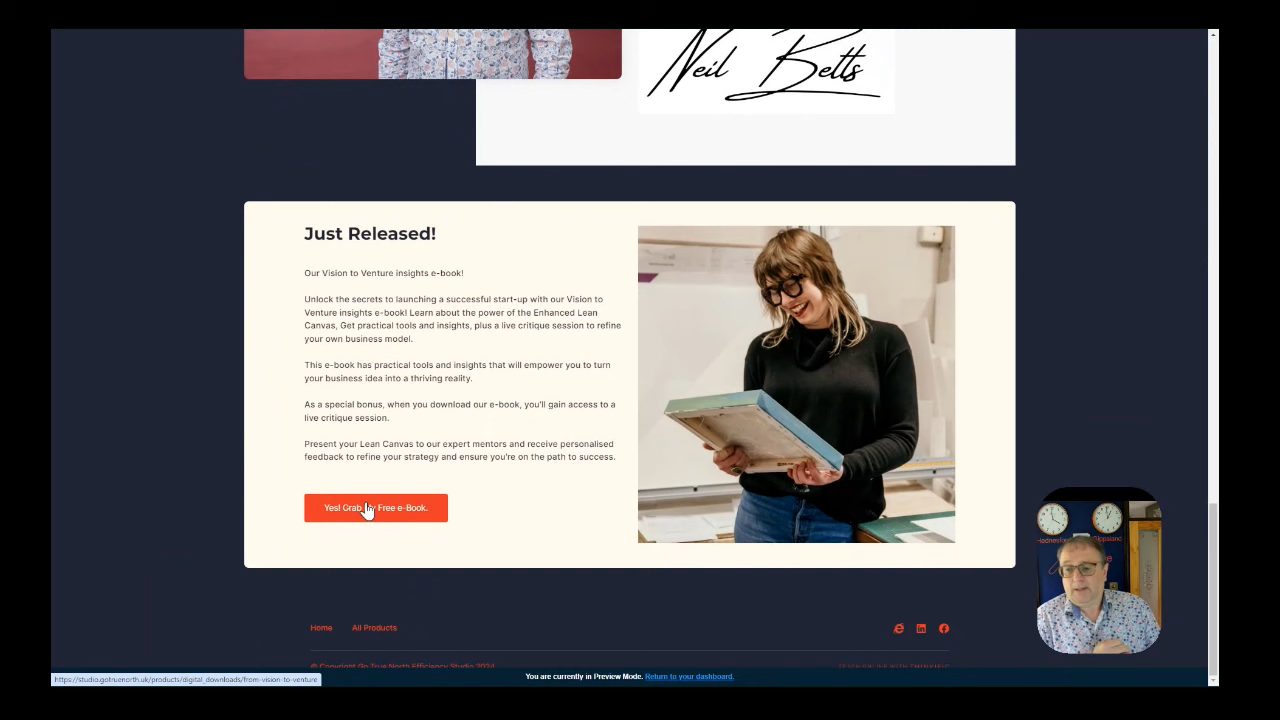 Neil Betts
Just Released!
Our Vision to Venture insights e-book!
Unlock the secrets to launching a successful start-up with our Vision to
Venture insights e-book! Learn about the power of the Enhanced Lean
Canvas, Get practical tools and insights, plus a live critique session to refine
your own business model.
This e-book has practical tools and insights that will empower you to turn
your business idea into a thriving reality.
As a special bonus, when you download our e-book, you'll gain access to a
live critique session.
Present your Lean Canvas to our expert mentors and receive personalised
feedback to refine your strategy and ensure you're on the path to success.
Yes! Grab Free e-Book.
Home All Products
© Copyright Go True North Efficiency Studio 2024
https://studio.gotruenorth.uk/products/digital_downloads/from-vision-to-venture
You are currently in Preview Mode. Return to your dashboard.